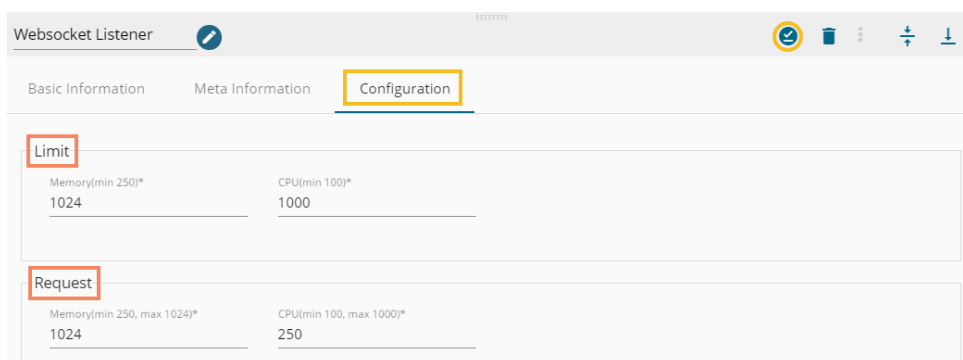 Websocket Listener
Basic Information Meta Information Configuration
Limit
Memory(min 250)* CPU(min 100)*
1024 1000
Request
Memory(min 250, max 1024)* CPU(min 100, max 1000)*
1024 250